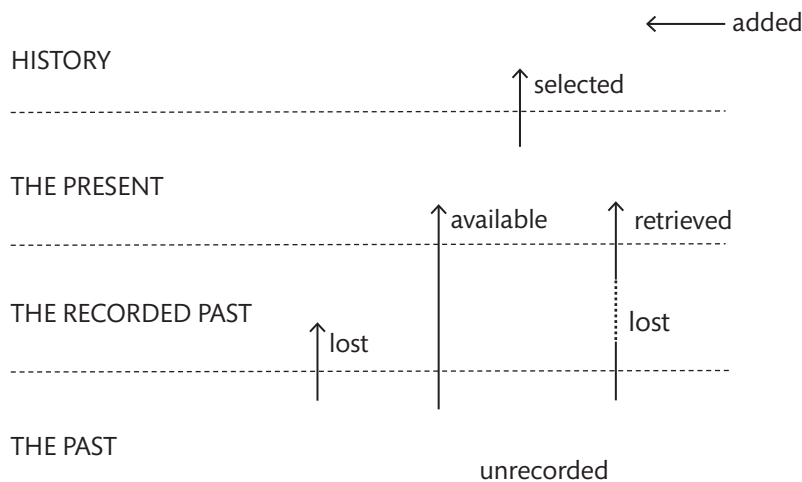 added
HISTORY
selected
THE PRESENT
available
retrieved
THE RECORDED PAST
lost
lost
THE PAST
unrecorded